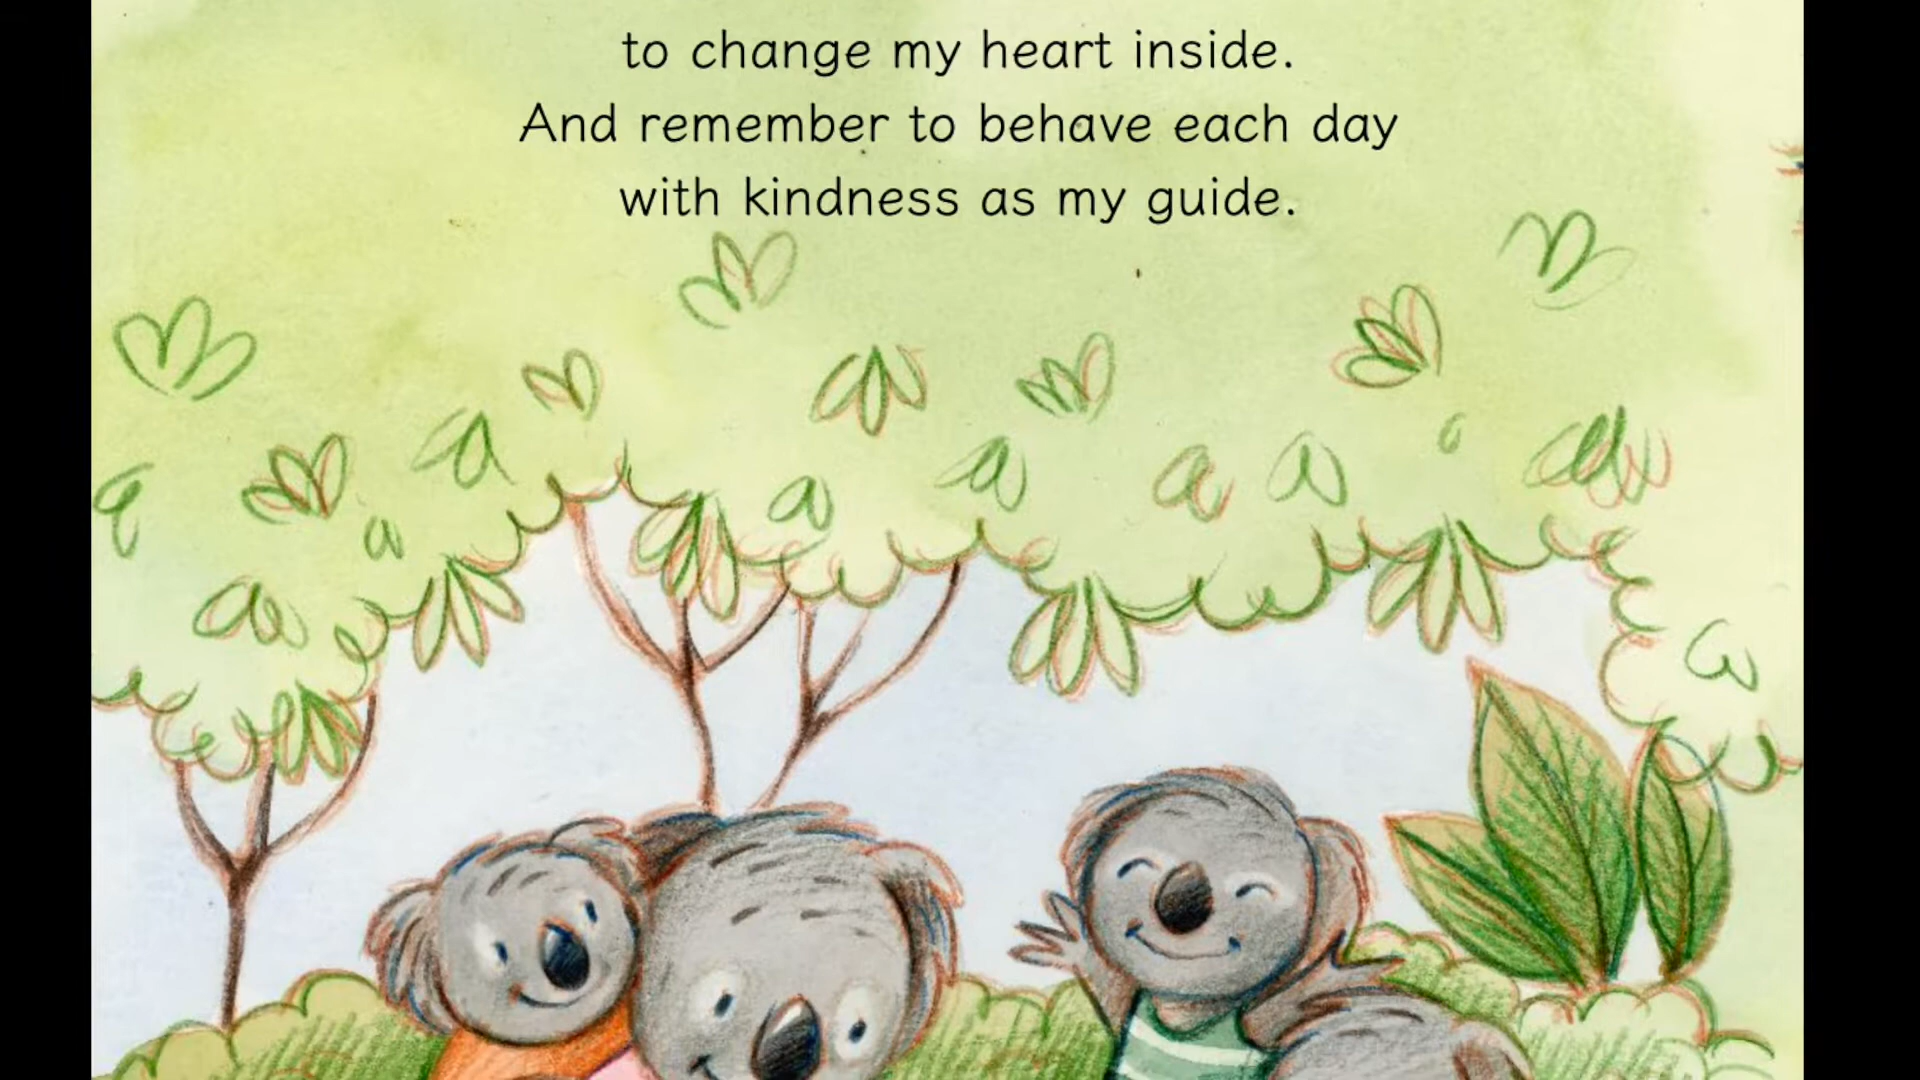 to change my heart inside.
And remember to behave each day
with kindness as my guide.